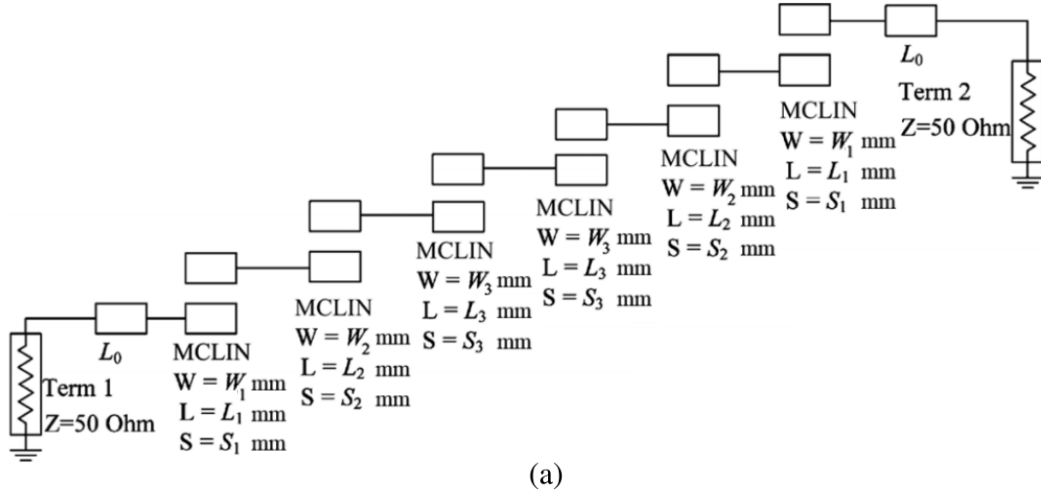 L₀
Term 2
Z=50 Ohm
MCLIN
W = W₁ mm
L = L₁ mm
S = S₁ mm
MCLIN
W = W₂ mm
L = L₂ mm
S = S₂ mm
MCLIN
W = W₃ mm
L = L₃ mm
S = S₃ mm
MCLIN
W = W₃ mm
L = L₃ mm
S = S₃ mm
MCLIN
W = W₂ mm
L = L₂ mm
S = S₂ mm
L₀
MCLIN
W = W₁ mm
L = L₁ mm
S = S₁ mm
Term 1
Z=50 Ohm
(a)